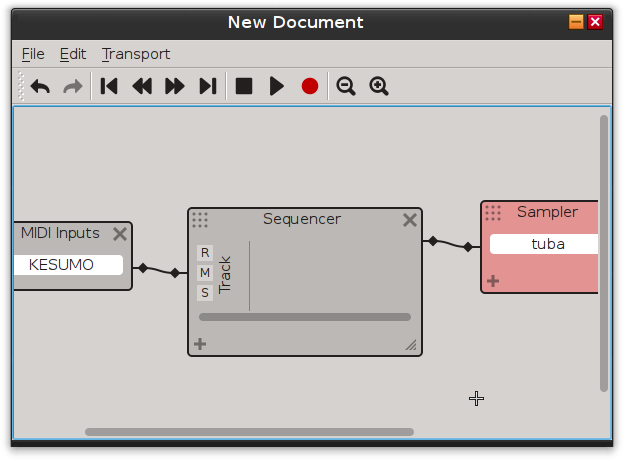 New Document
File Edit Transport
MIDI Inputs
KESUMO
Sequencer
R
M
S
Track
Sampler
tuba